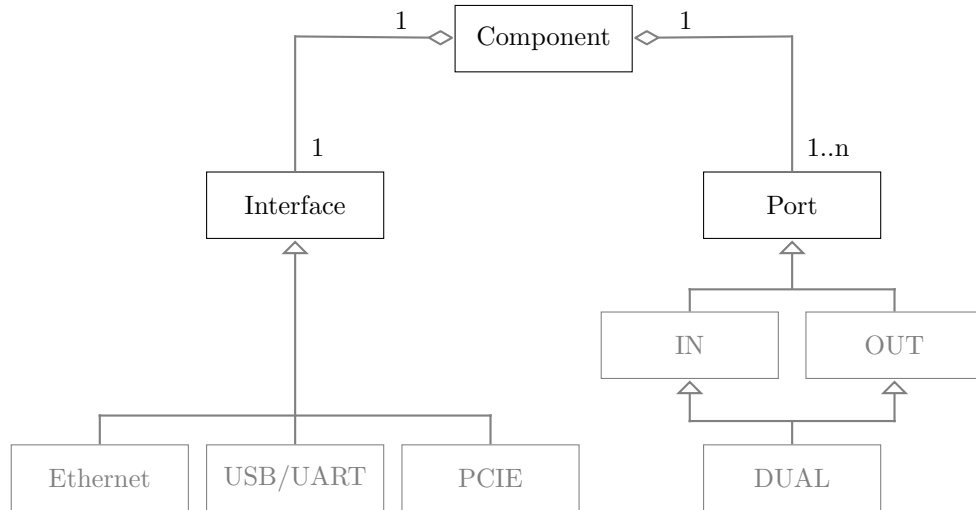 1
Component
1
1
1..n
Interface
Port
IN
OUT
Ethernet
USB/UART
PCIE
DUAL